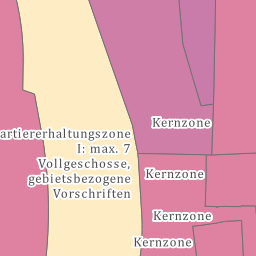 Kernzone
artiererhaltungszone
I: max. 7
Vollgeschosse,
gebietsbezogene
Vorschriften
Kernzone
Kernzone
Kernzone